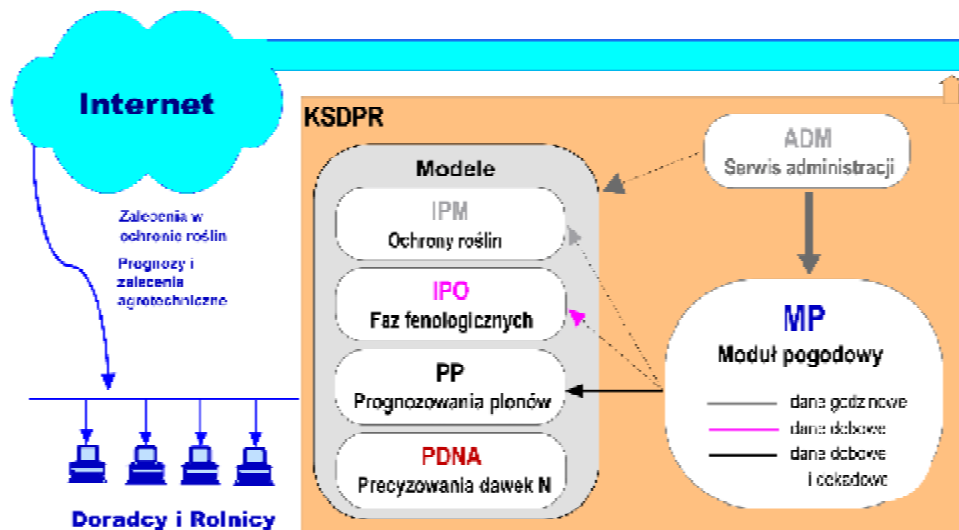 Internet
KSDPR
ADM
Serwis administracji
Modele
IPM
Ochrony roślin
IPO
Faz fenologicznych
PP
Prognozowania plonów
PDNA
Precyzowania dawek N
MP
Moduł pogodowy
dane godzinowe
dane dobowe
dane dobowe
i dekadowe
Zalecenia w
ochronie roślin
Prognozy i
zalecenia
agrotechniczne
Doradcy i Rolnicy